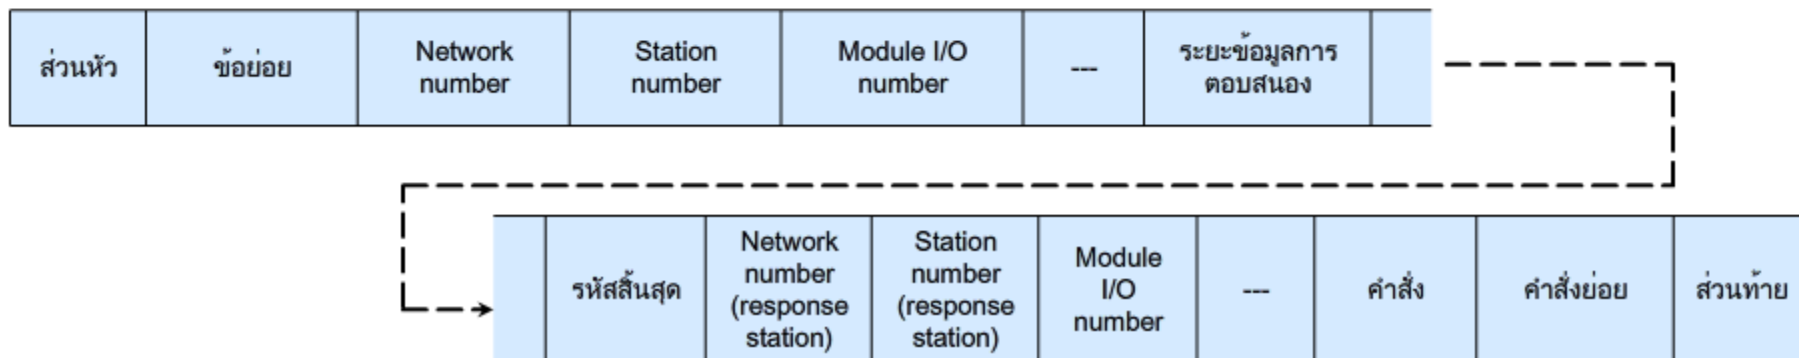 ส่วนหัว
ข้อย่อย
Network
number
Station
number
Module I/O
number
---
ระยะข้อมูลการ
ตอบสนอง
รหัสสิ้นสุด
Network
number
(response
station)
Station
number
(response
station)
Module
I/O
number
---
คำสั่ง
คำสั่งย่อย
ส่วนท้าย